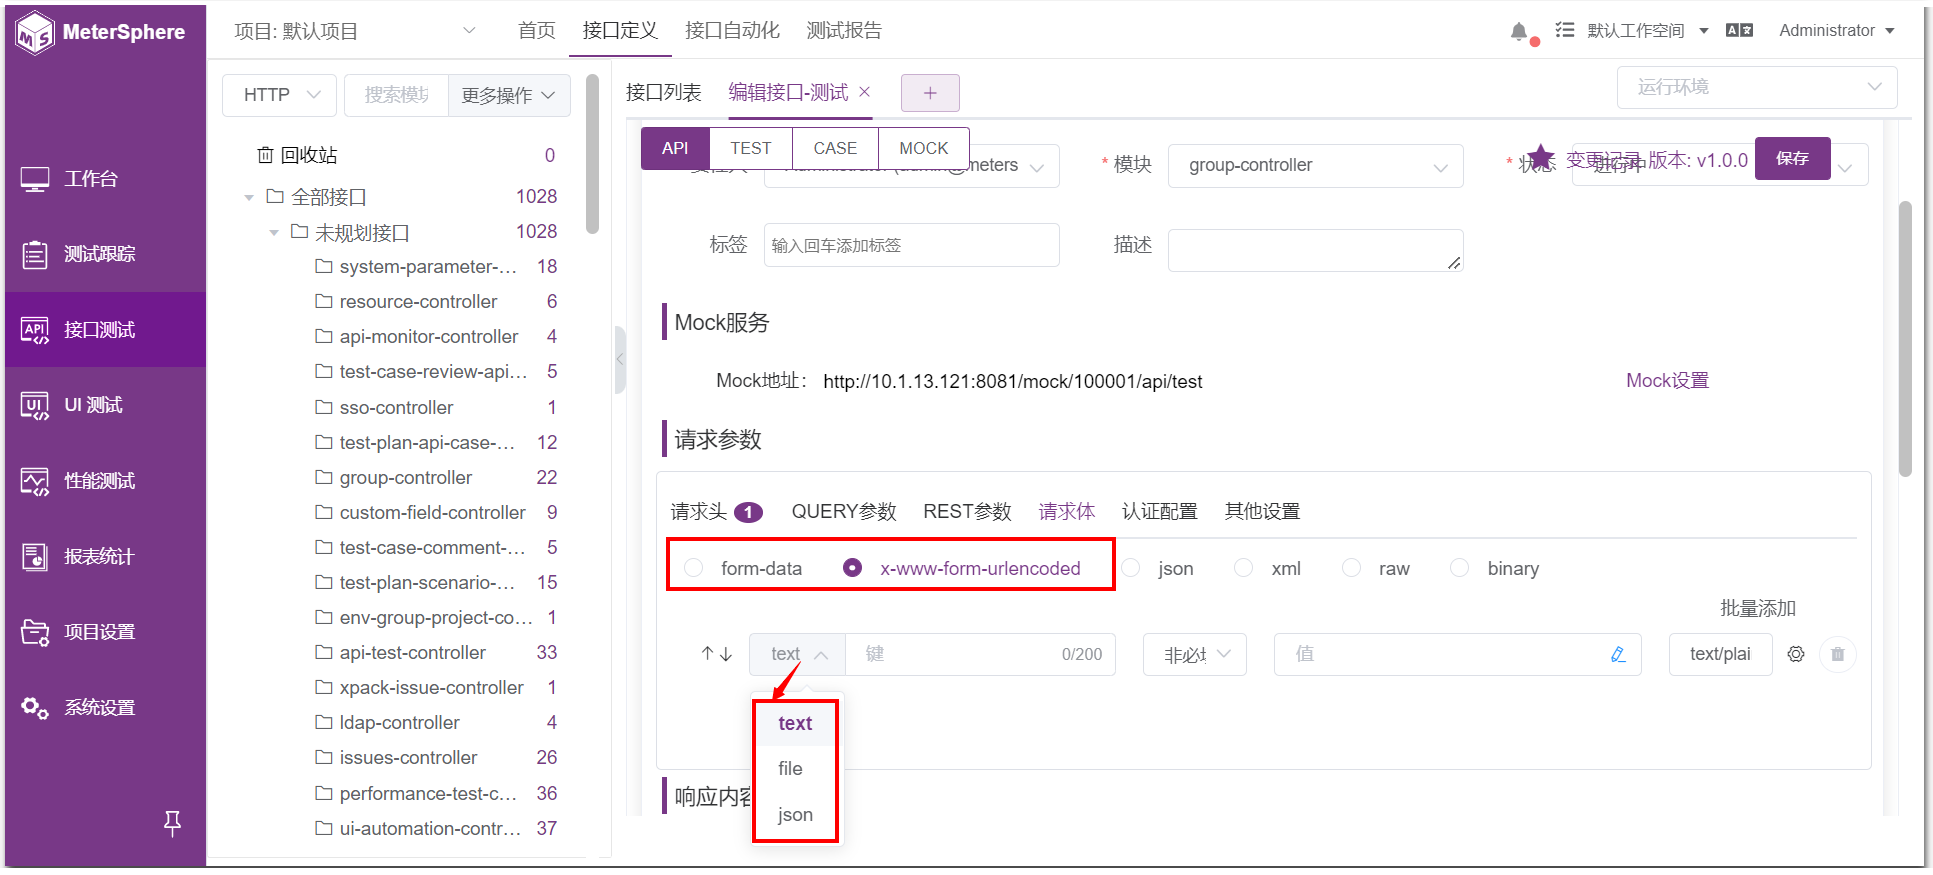 MeterSphere
项目: 默认项目
首页
接口定义
接口自动化
测试报告
默认工作空间
Administrator
工作台
测试跟踪
接口测试
UI 测试
性能测试
报表统计
项目设置
系统设置
HTTP
搜索模块
更多操作
回收站 0
全部接口 1028
未规划接口 1028
system-parameter-... 18
resource-controller 6
api-monitor-controller 4
test-case-review-api... 5
sso-controller 1
test-plan-api-case-... 12
group-controller 22
custom-field-controller 9
test-case-comment-... 5
test-plan-scenario-... 15
env-group-project-co... 1
api-test-controller 33
xpack-issue-controller 1
ldap-controller 4
issues-controller 26
performance-test-c... 36
ui-automation-contr... 37
接口列表
编辑接口-测试
运行环境
API
TEST
CASE
MOCK
* 模块 group-controller
* 状态 进行中
变更记录 版本: v1.0.0
保存
标签 输入回车添加标签
描述
Mock服务
Mock地址: http://10.1.13.121:8081/mock/100001/api/test
Mock设置
请求参数
请求头 1
QUERY参数
REST参数
请求体
认证配置
其他设置
form-data
x-www-form-urlencoded
json
xml
raw
binary
批量添加
↑↓ text 键 0/200
值
text/plai
text
file
json
响应内容